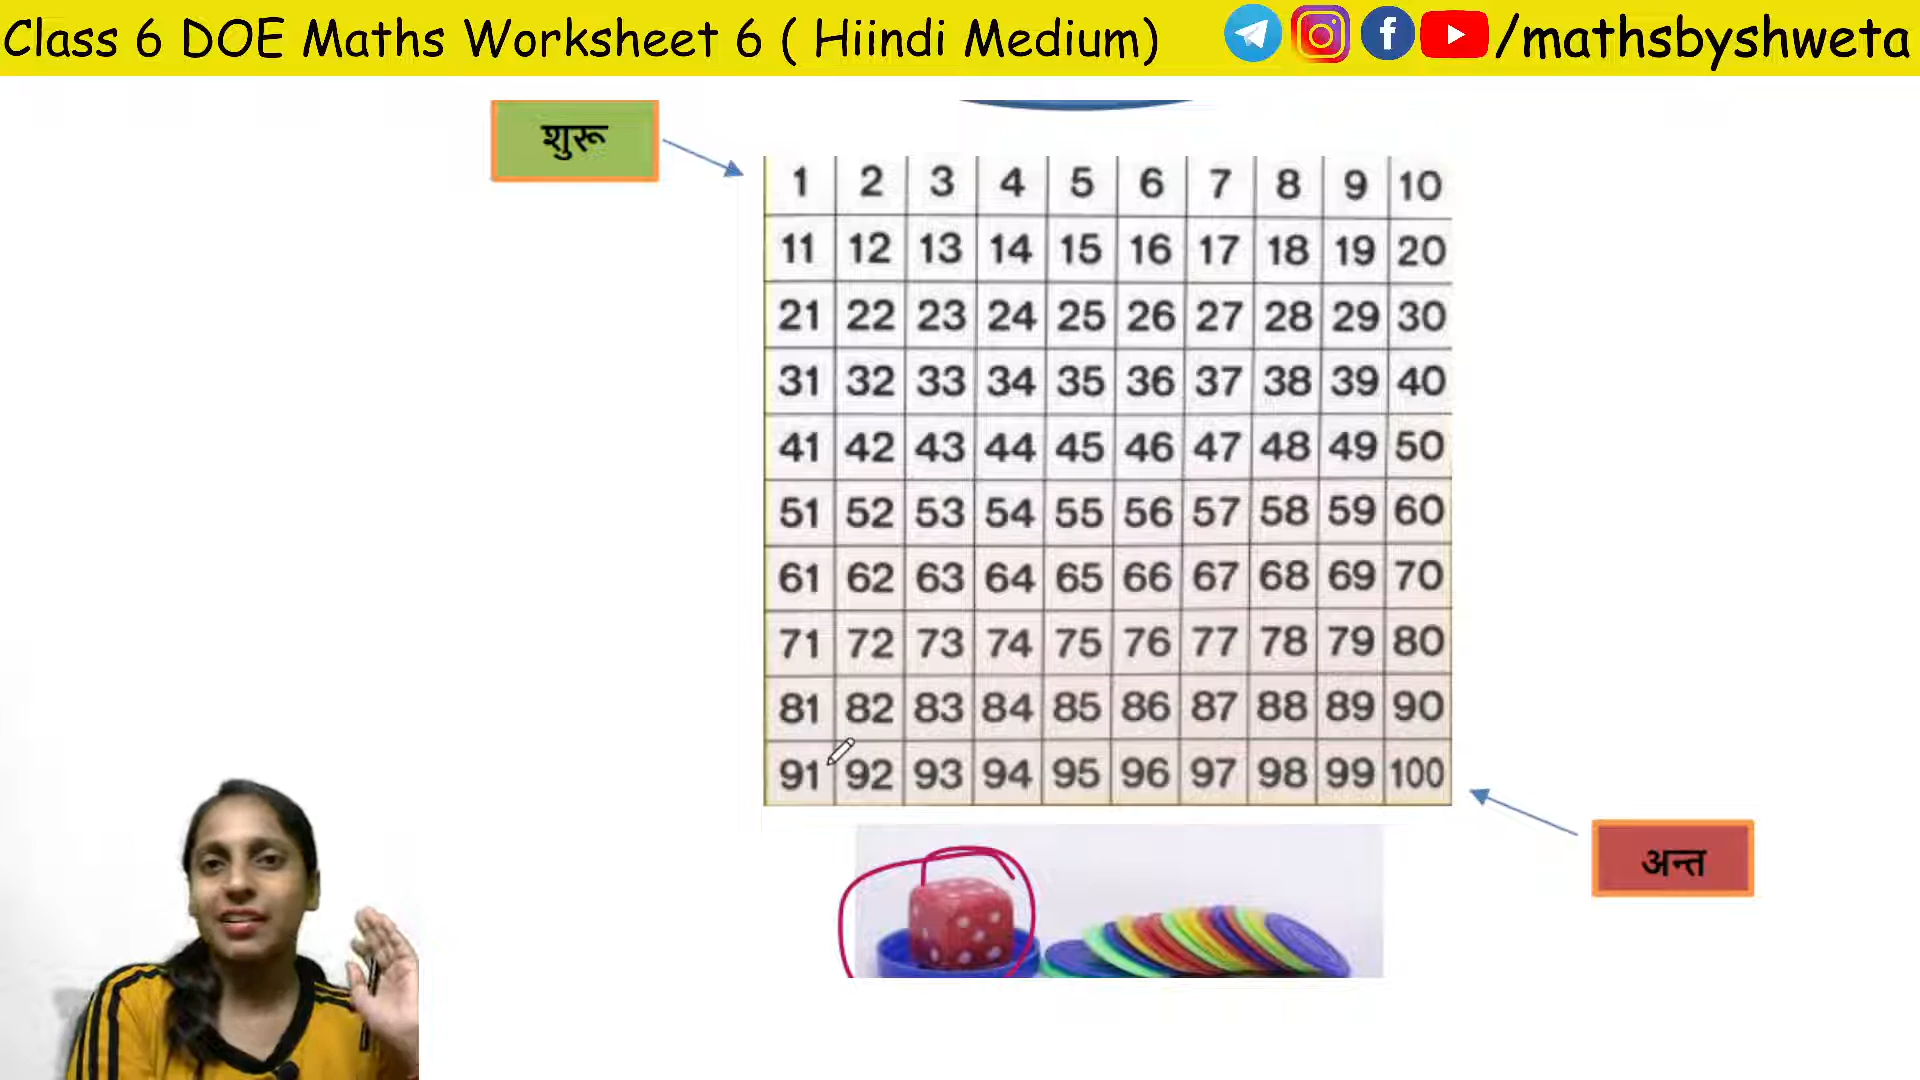 Class 6 DOE Maths Worksheet 6 ( Hiindi Medium) /mathsbyshweta
शुरू
1 2 3 4 5 6 7 8 9 10
11 12 13 14 15 16 17 18 19 20
21 22 23 24 25 26 27 28 29 30
31 32 33 34 35 36 37 38 39 40
41 42 43 44 45 46 47 48 49 50
51 52 53 54 55 56 57 58 59 60
61 62 63 64 65 66 67 68 69 70
71 72 73 74 75 76 77 78 79 80
81 82 83 84 85 86 87 88 89 90
91 92 93 94 95 96 97 98 99 100
अन्त